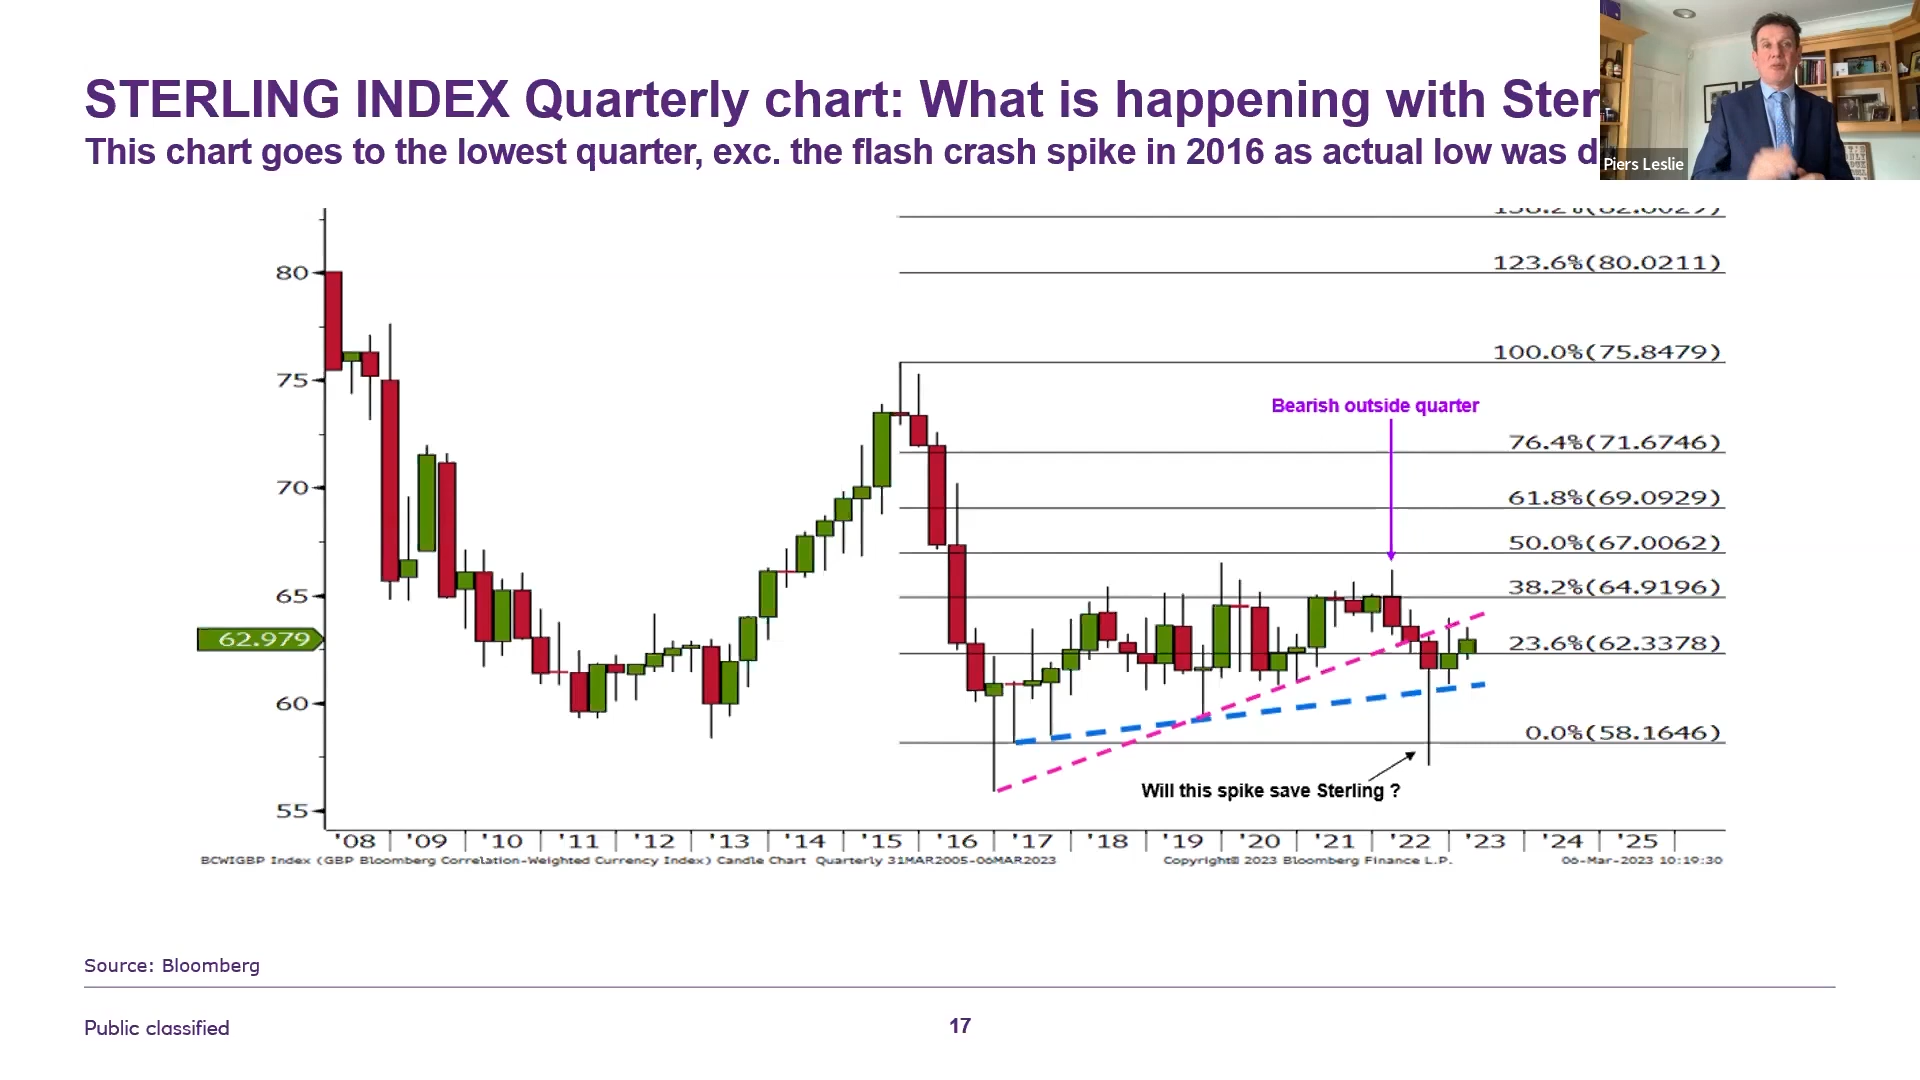 STERLING INDEX Quarterly chart: What is happening with Ster
This chart goes to the lowest quarter, exc. the flash crash spike in 2016 as actual low was d
Piers Leslie
123.6%(80.0211)
100.0%(75.8479)
Bearish outside quarter
76.4%(71.6746)
61.8%(69.0929)
50.0%(67.0062)
38.2%(64.9196)
23.6%(62.3378)
0.0%(58.1646)
80
75
70
65
62.979
60
55
Will this spike save Sterling ?
'08 '09 '10 '11 '12 '13 '14 '15 '16 '17 '18 '19 '20 '21 '22 '23 '24 '25
BCWIGBP Index (GBP Bloomberg Correlation-Weighted Currency Index) Candle Chart Quarterly 31MAR2005-06MAR2023 Copyright© 2023 Bloomberg Finance L.P. 06-Mar-2023 10:19:30
Source: Bloomberg
Public classified
17